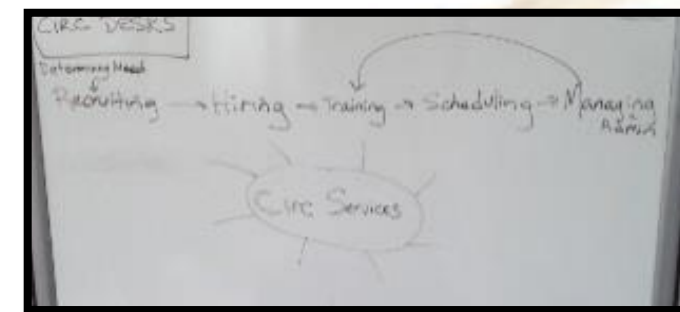 CIRC DESKS
Determining Need
Recruiting → Hiring → Training → Scheduling → Managing
Admin
Circ Services